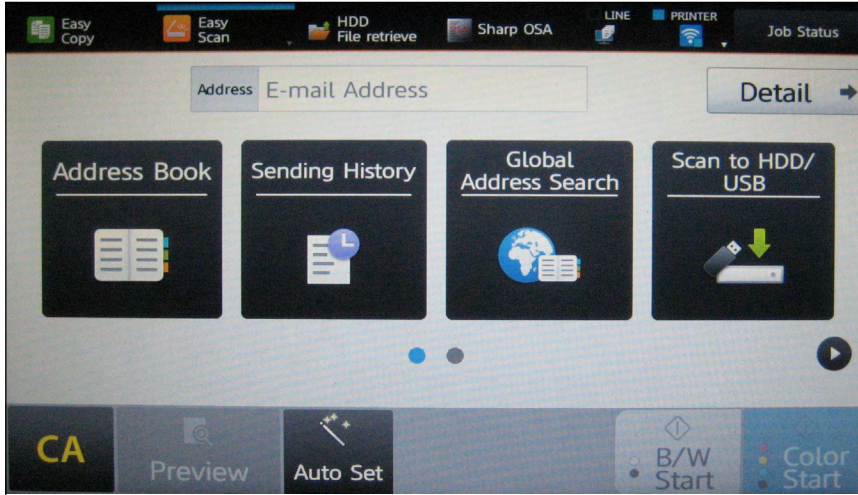 Easy
Copy
Easy
Scan
HDD
File retrieve
Sharp OSA
LINE
PRINTER
Job Status
Address
E-mail Address
Detail
Address Book
Sending History
Global
Address Search
Scan to HDD/
USB
CA
Preview
Auto Set
B/W
Start
Color
Start